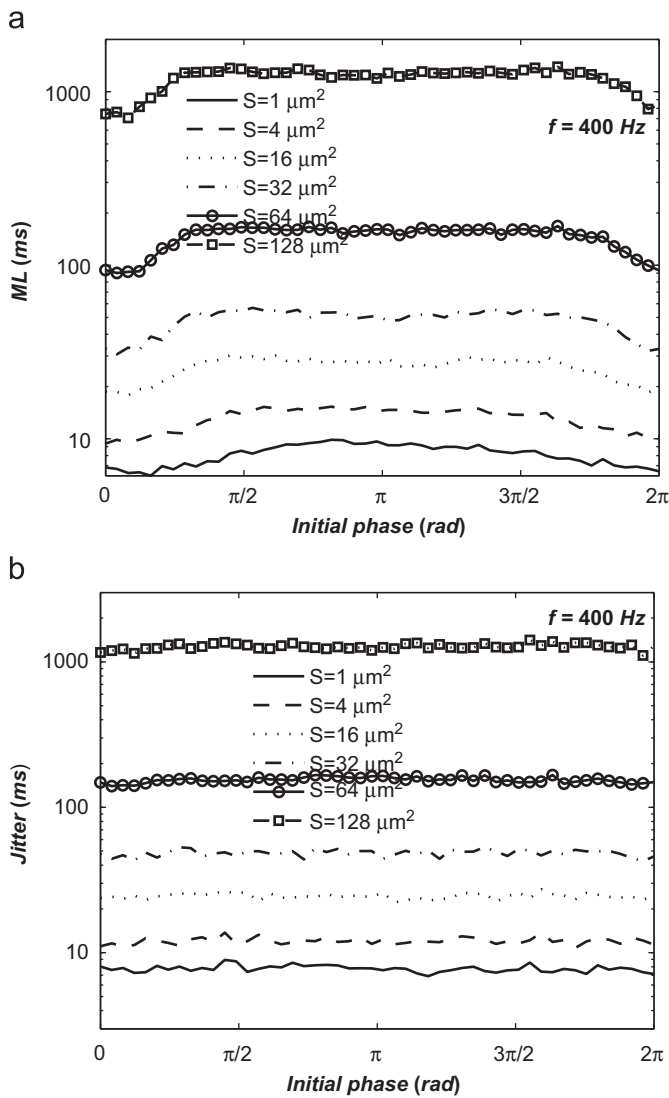 a
1000
100
10
ML (ms)
S=1 μm²
S=4 μm²
S=16 μm²
S=32 μm²
S=64 μm²
S=128 μm²
f = 400 Hz
0
π/2
π
3π/2
2π
Initial phase (rad)
b
1000
100
10
Jitter (ms)
f = 400 Hz
S=1 μm²
S=4 μm²
S=16 μm²
S=32 μm²
S=64 μm²
S=128 μm²
0
π/2
π
3π/2
2π
Initial phase (rad)